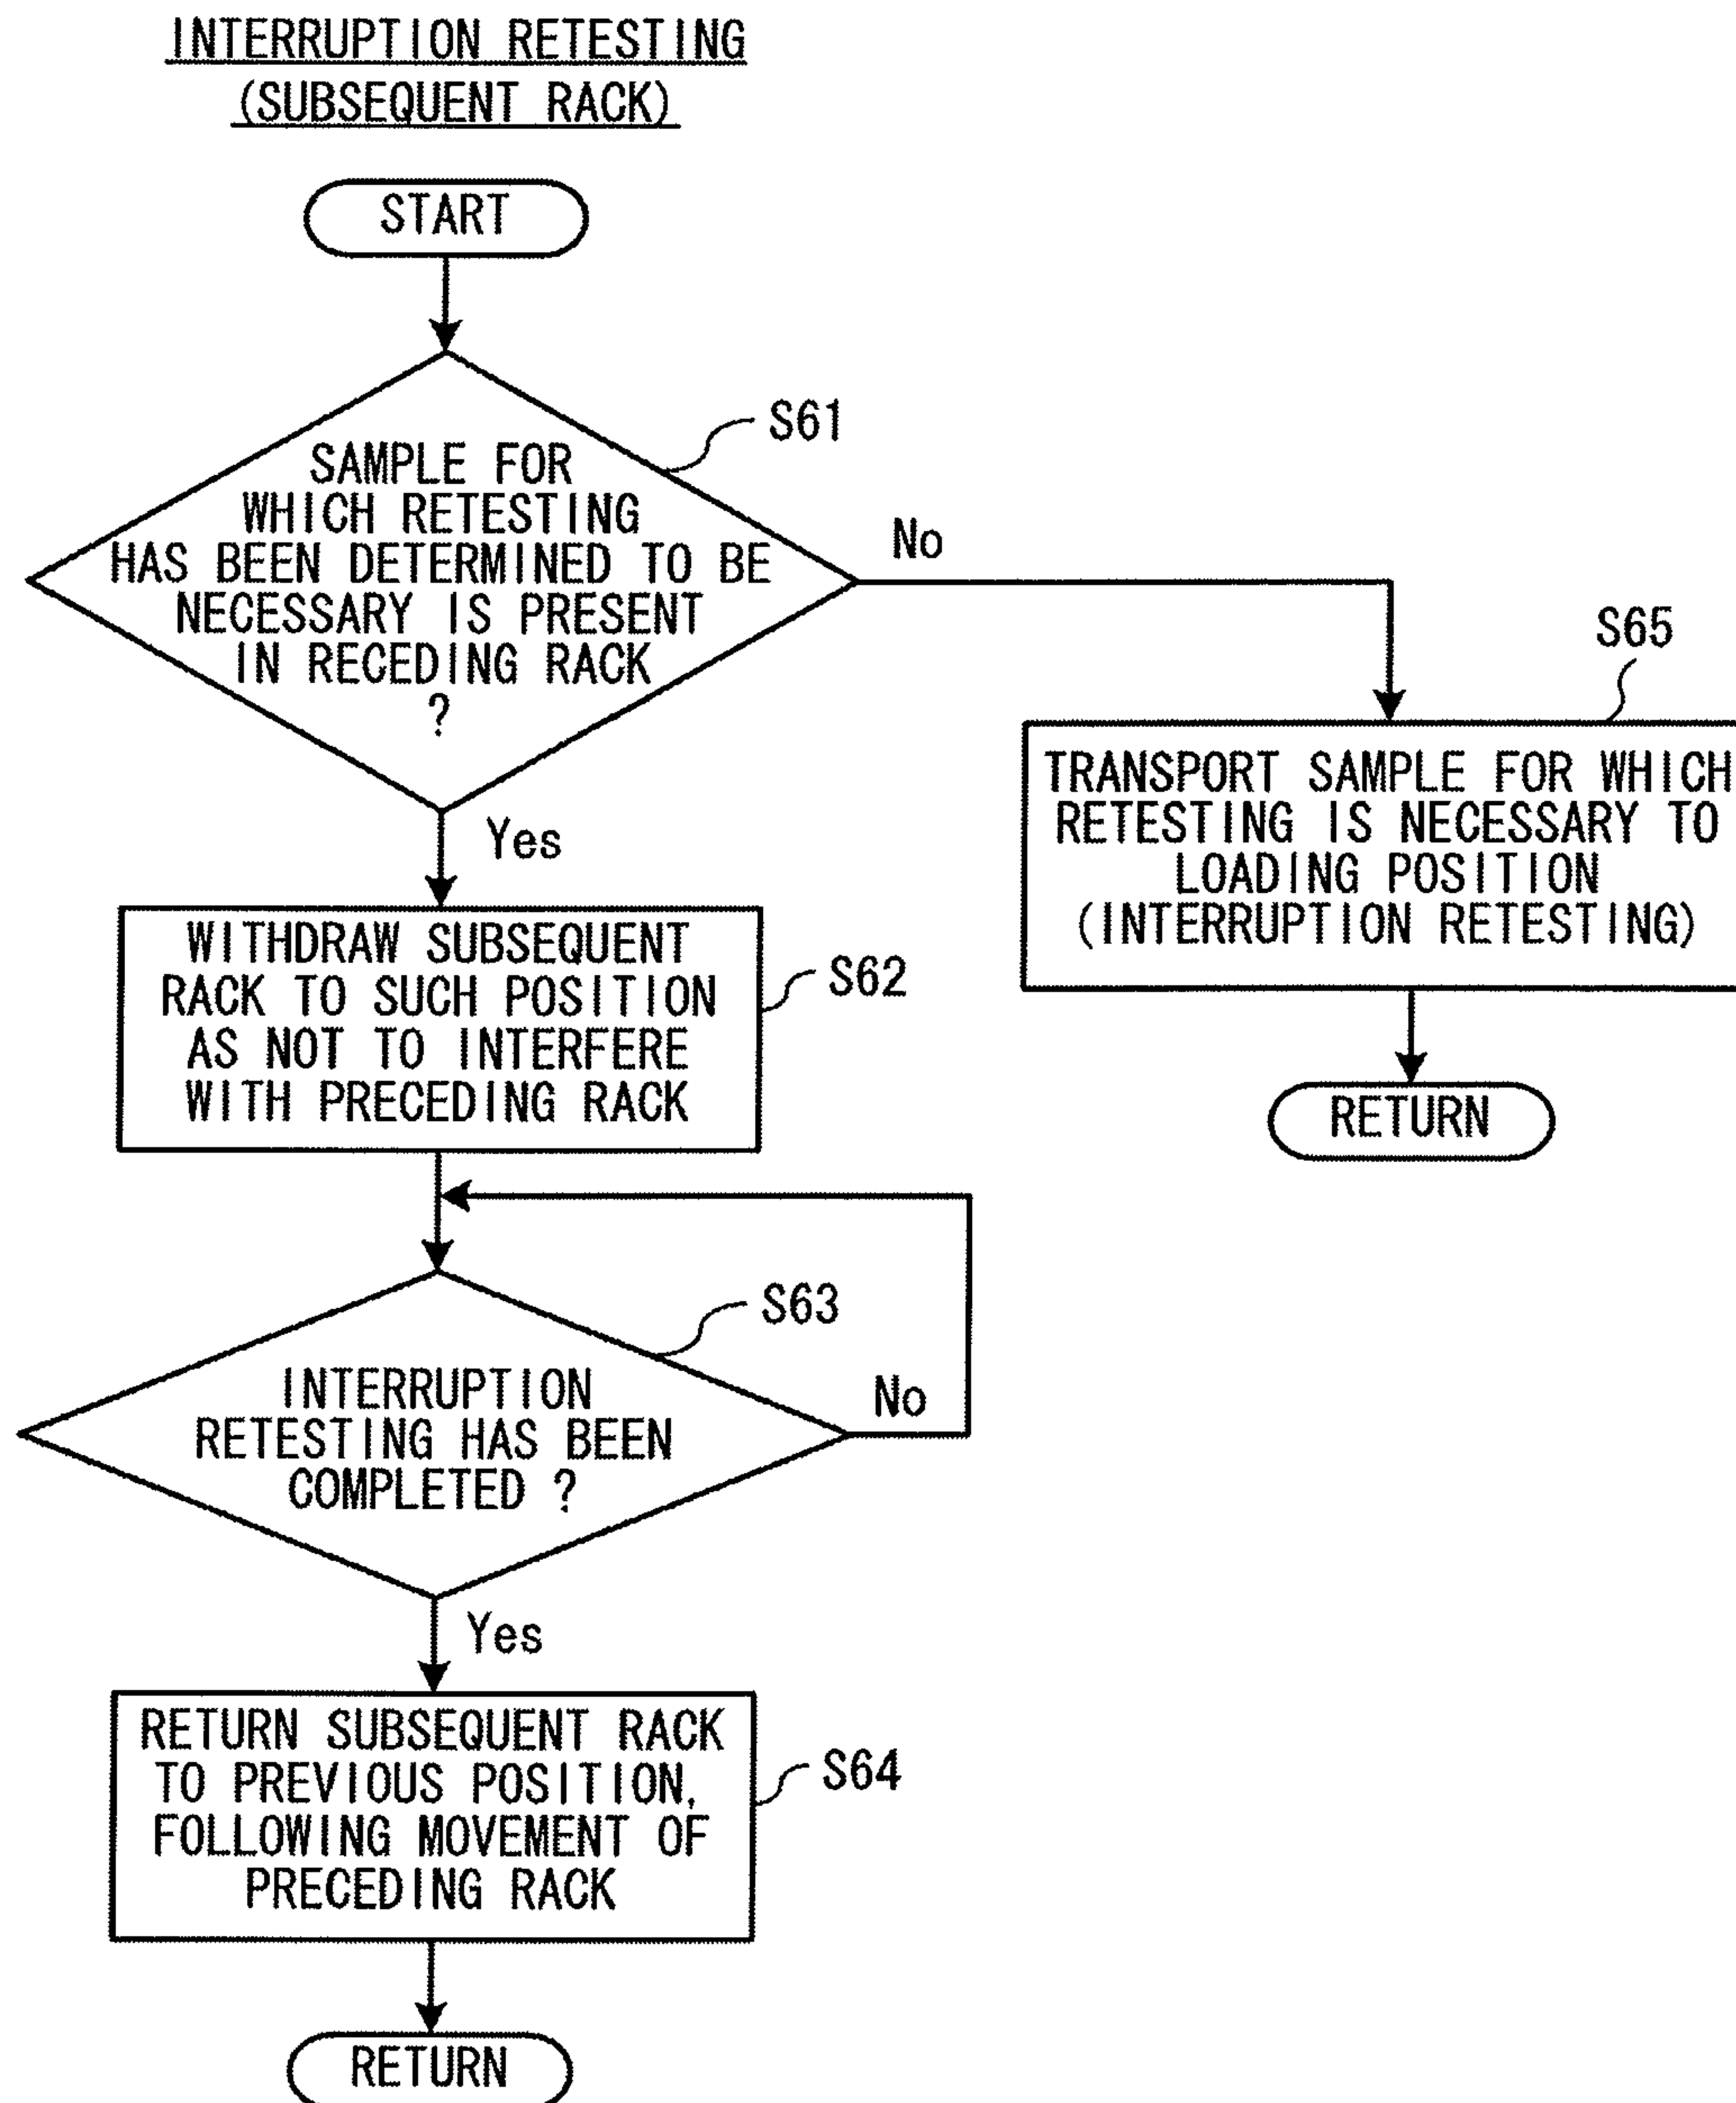 INTERRUPTION RETESTING
(SUBSEQUENT RACK)
START
S61
SAMPLE FOR
WHICH RETESTING
HAS BEEN DETERMINED TO BE
NECESSARY IS PRESENT
IN RECEDING RACK
?
No
Yes
S65
TRANSPORT SAMPLE FOR WHICH
RETESTING IS NECESSARY TO
LOADING POSITION
(INTERRUPTION RETESTING)
RETURN
WITHDRAW SUBSEQUENT
RACK TO SUCH POSITION
AS NOT TO INTERFERE
WITH PRECEDING RACK
S62
S63
INTERRUPTION
RETESTING HAS BEEN
COMPLETED ?
No
Yes
RETURN SUBSEQUENT RACK
TO PREVIOUS POSITION,
FOLLOWING MOVEMENT OF
PRECEDING RACK
S64
RETURN